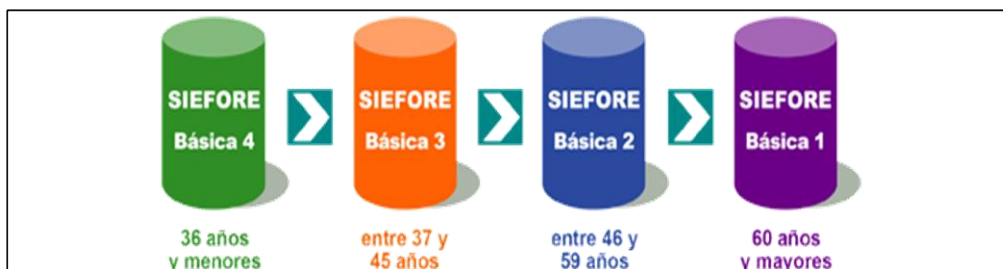 SIEFORE
Básica 4
SIEFORE
Básica 3
SIEFORE
Básica 2
SIEFORE
Básica 1
36 años
y menores
entre 37 y
45 años
entre 46 y
59 años
60 años
y mayores